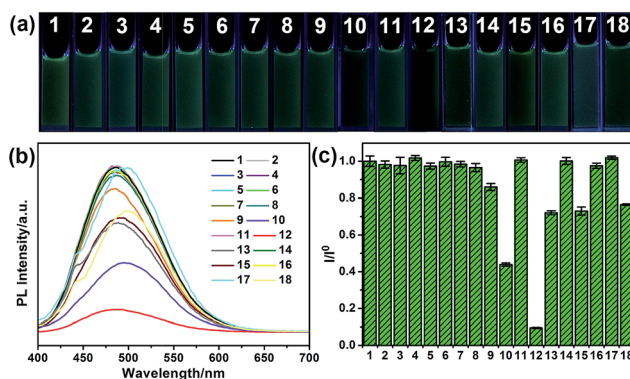 (a) 1 2 3 4 5 6 7 8 9 10 11 12 13 14 15 16 17 18
(b)
1 2
3 4
5 6
7 8
9 10
11 12
13 14
15 16
17 18
PL Intensity/a.u.
400 450 500 550 600 650 700
Wavelength/nm
(c)
I/I⁰
1.0
0.8
0.6
0.4
0.2
0.0
1 2 3 4 5 6 7 8 9 10 11 12 13 14 15 16 17 18